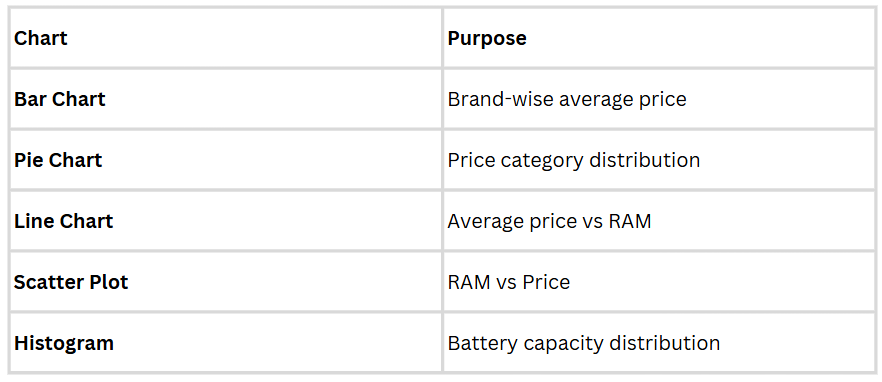 Chart Purpose
Bar Chart Brand-wise average price
Pie Chart Price category distribution
Line Chart Average price vs RAM
Scatter Plot RAM vs Price
Histogram Battery capacity distribution